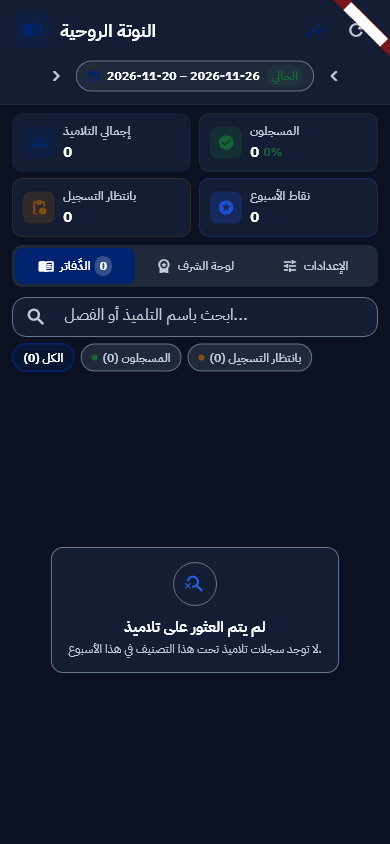 النوتة الروحية
2026-11-20 – 2026-11-26 الحالي
المسجلون
0 0%
إجمالي التلاميذ
0
نقاط الأسبوع
0
بانتظار التسجيل
0
الدَّفاتر 0
لوحة الشرف
الإعدادات
ابحث باسم التلميذ أو الفصل...
الكل (0)
المسجلون (0)
بانتظار التسجيل (0)
لم يتم العثور على تلاميذ
لا توجد سجلات تلاميذ تحت هذا التصنيف في هذا الأسبوع.